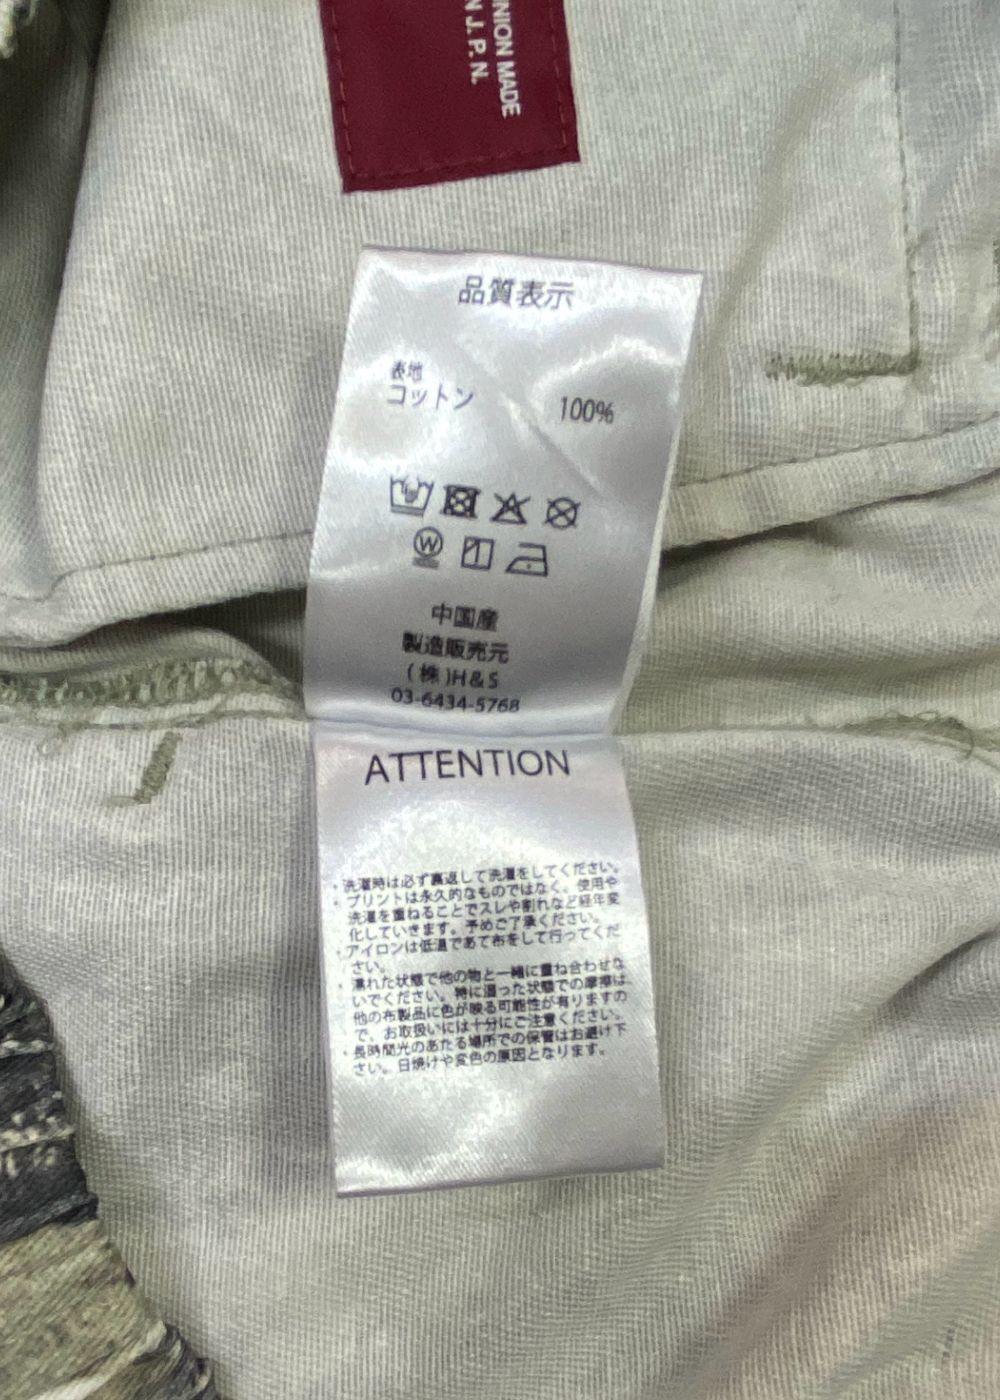 NION MADE
N J. P. N.
品質表示
表地
コットン 100%
W
中国産
製造販売元
(株)H&S
03-6434-5768
ATTENTION
・洗濯時は必ず裏返して洗濯をしてください。
・プリントは永久的なものではなく、使用や
洗濯を重ねることでスレや割れなど経年変
化していきます。予めご了承ください。
・アイロンは低温であて布をして行ってくだ
さい。
・濡れた状態で他の物と一緒に重ね合わせな
いでください。特に湿った状態での摩擦は、
他の布製品に色が映る可能性が有りますの
で、お取扱いには十分にご注意ください。
・長時間光のあたる場所での保管はお避け下
さい。日焼けや変色の原因となります。